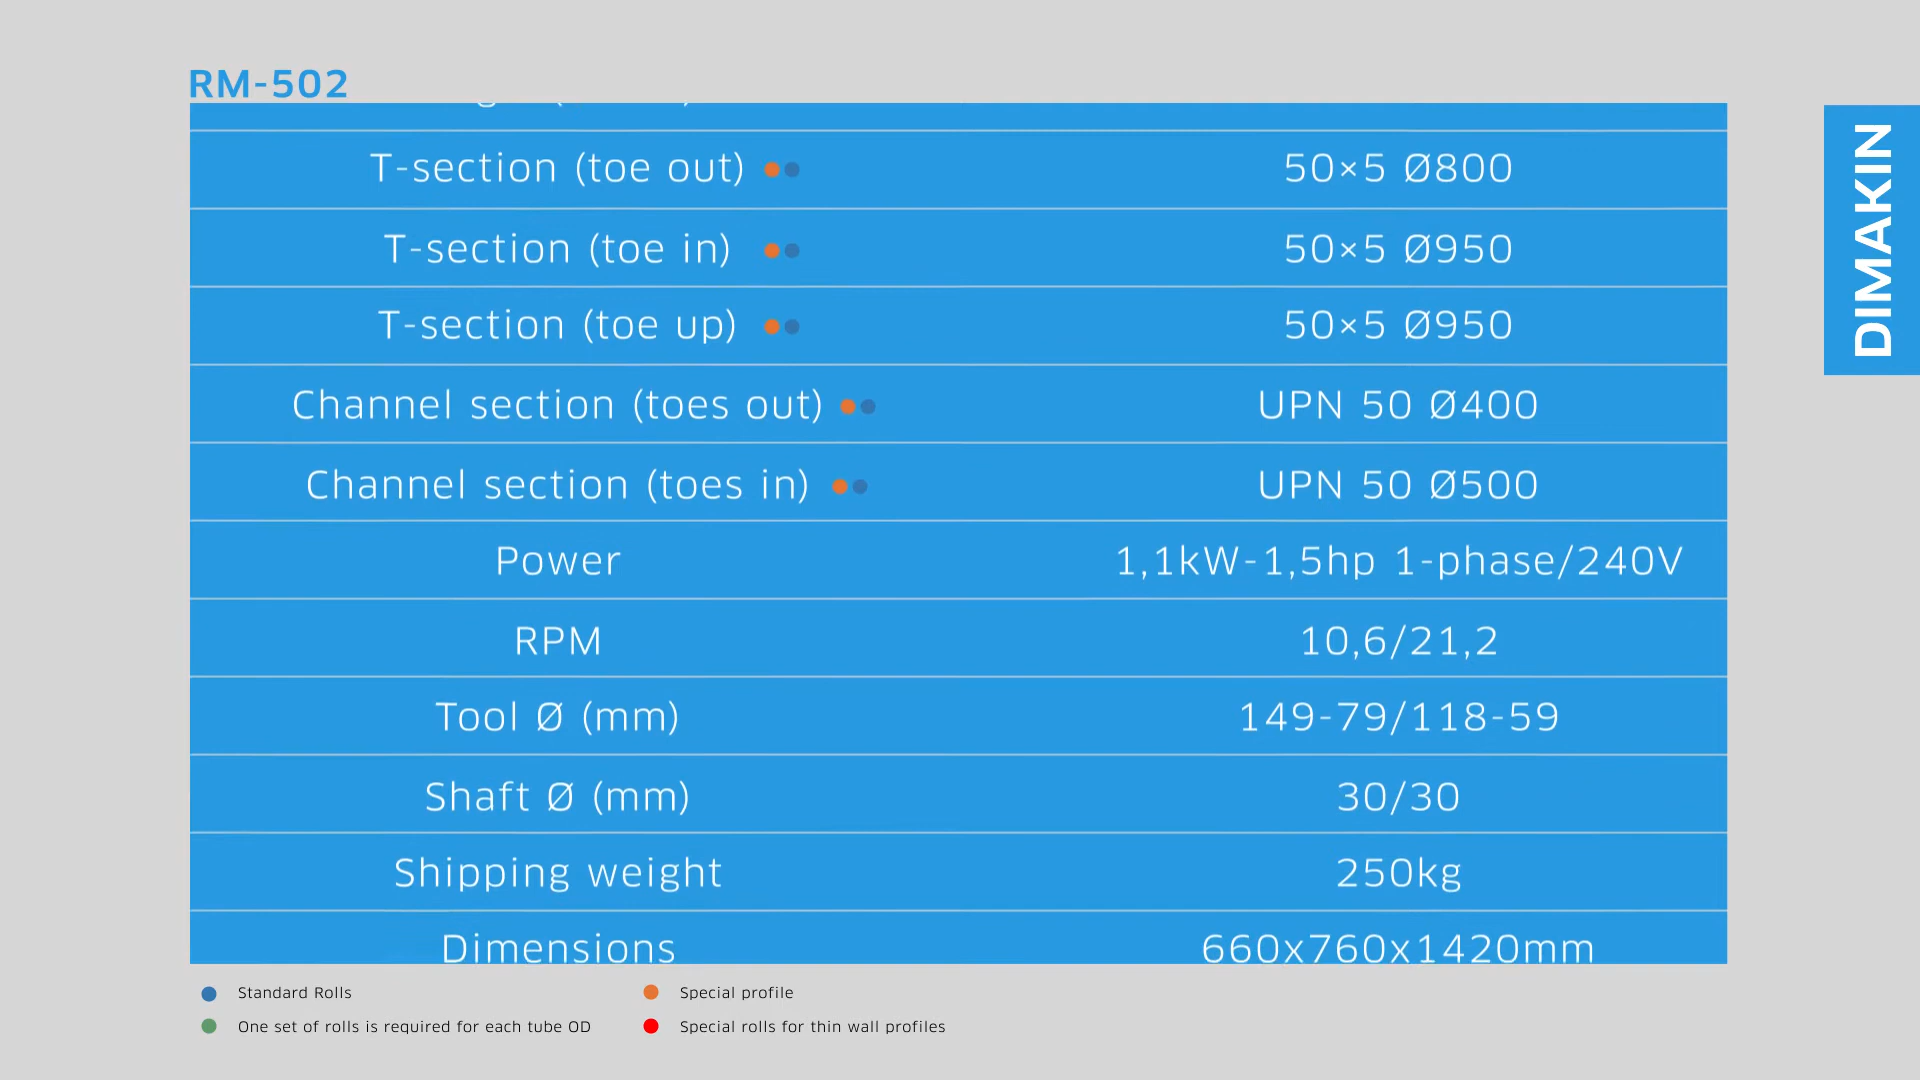 RM-502
T-section (toe out) 50×5 Ø800
T-section (toe in) 50×5 Ø950
T-section (toe up) 50×5 Ø950
Channel section (toes out) UPN 50 Ø400
Channel section (toes in) UPN 50 Ø500
Power 1,1kW-1,5hp 1-phase/240V
RPM 10,6/21,2
Tool Ø (mm) 149-79/118-59
Shaft Ø (mm) 30/30
Shipping weight 250kg
Dimensions 660x760x1420mm
Standard Rolls
Special profile
One set of rolls is required for each tube OD
Special rolls for thin wall profiles
DIMAKIN